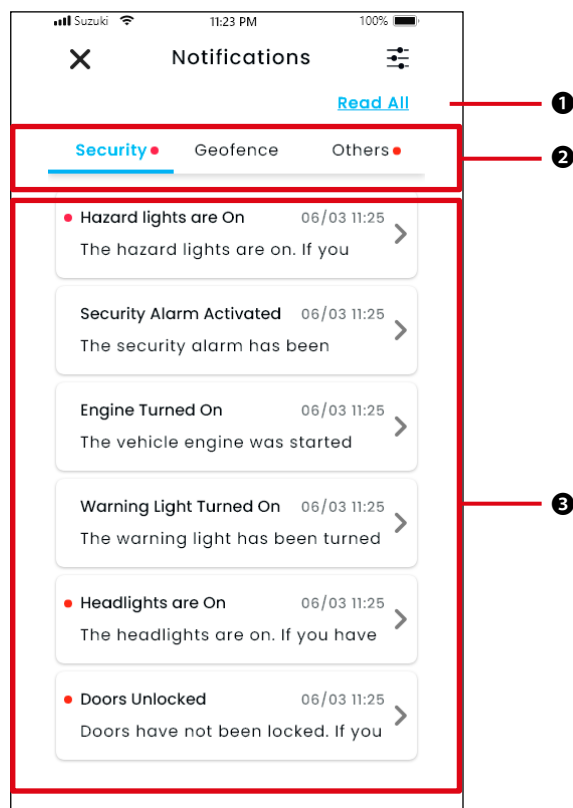 Suzuki 11:23 PM 100%
Notifications
Read All
❶
Security Geofence Others
❷
Hazard lights are On 06/03 11:25
The hazard lights are on. If you
Security Alarm Activated 06/03 11:25
The security alarm has been
Engine Turned On 06/03 11:25
The vehicle engine was started
Warning Light Turned On 06/03 11:25
❸
The warning light has been turned
Headlights are On 06/03 11:25
The headlights are on. If you have
Doors Unlocked 06/03 11:25
Doors have not been locked. If you